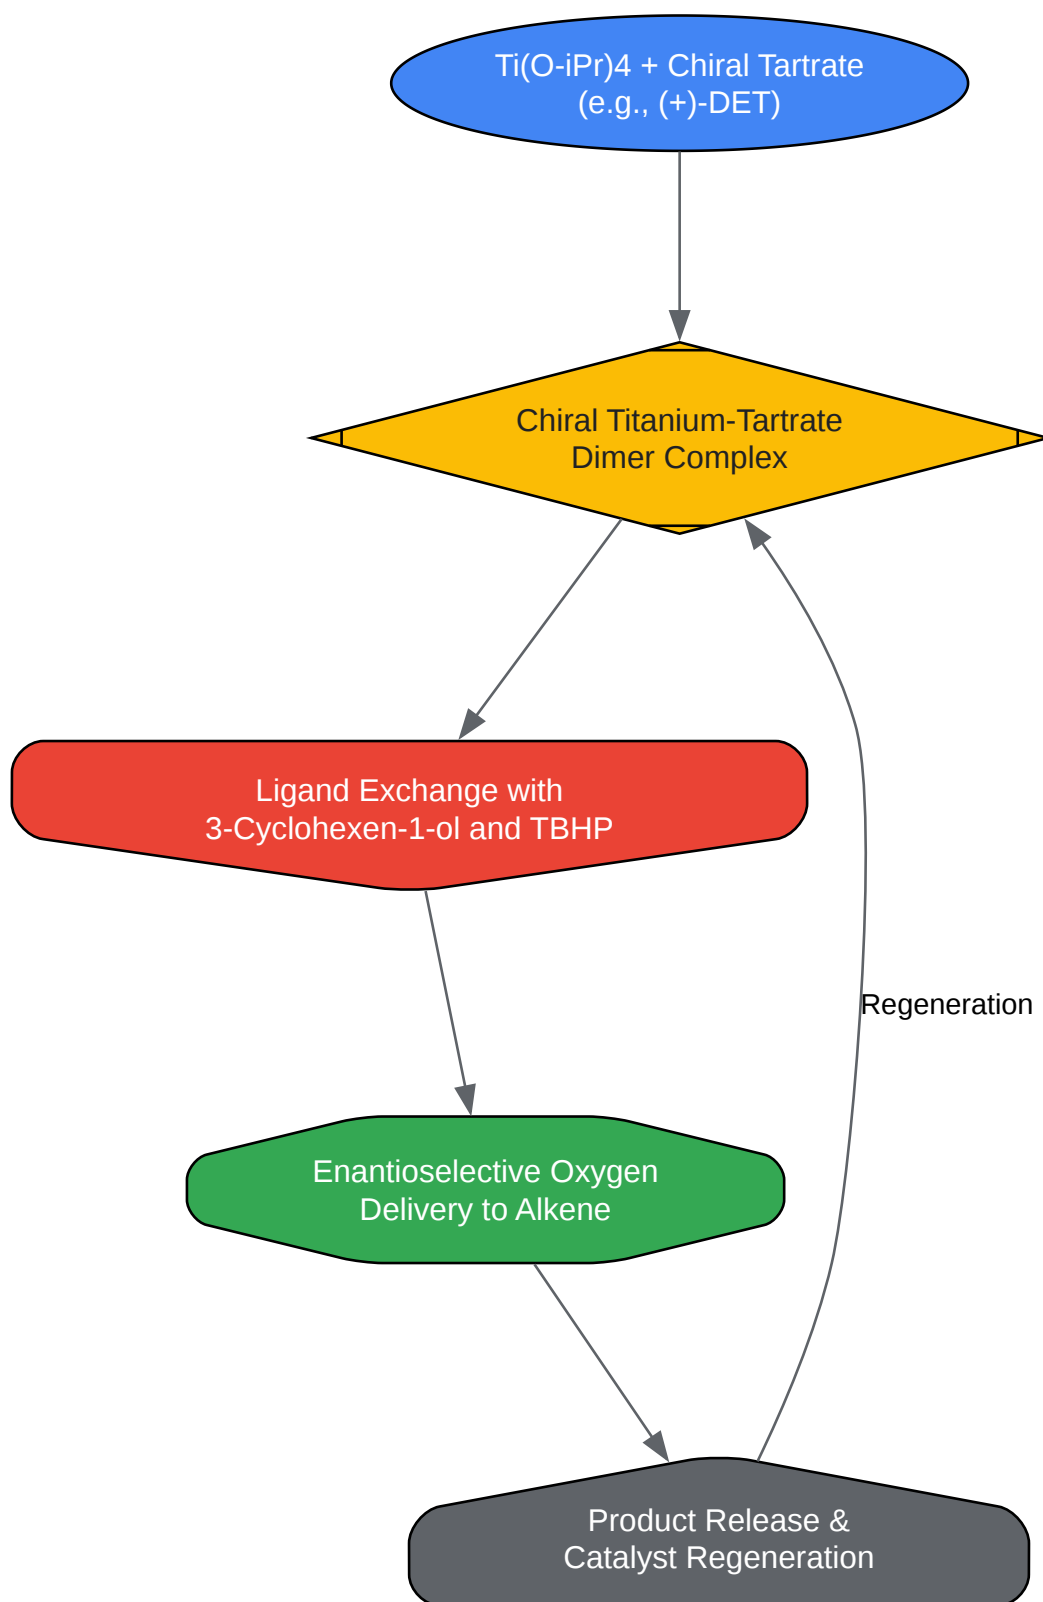 Ti(O-iPr)4 + Chiral Tartrate
(e.g., (+)-DET)
Chiral Titanium-Tartrate
Dimer Complex
Ligand Exchange with
3-Cyclohexen-1-ol and TBHP
Regeneration
Enantioselective Oxygen
Delivery to Alkene
Product Release &
Catalyst Regeneration